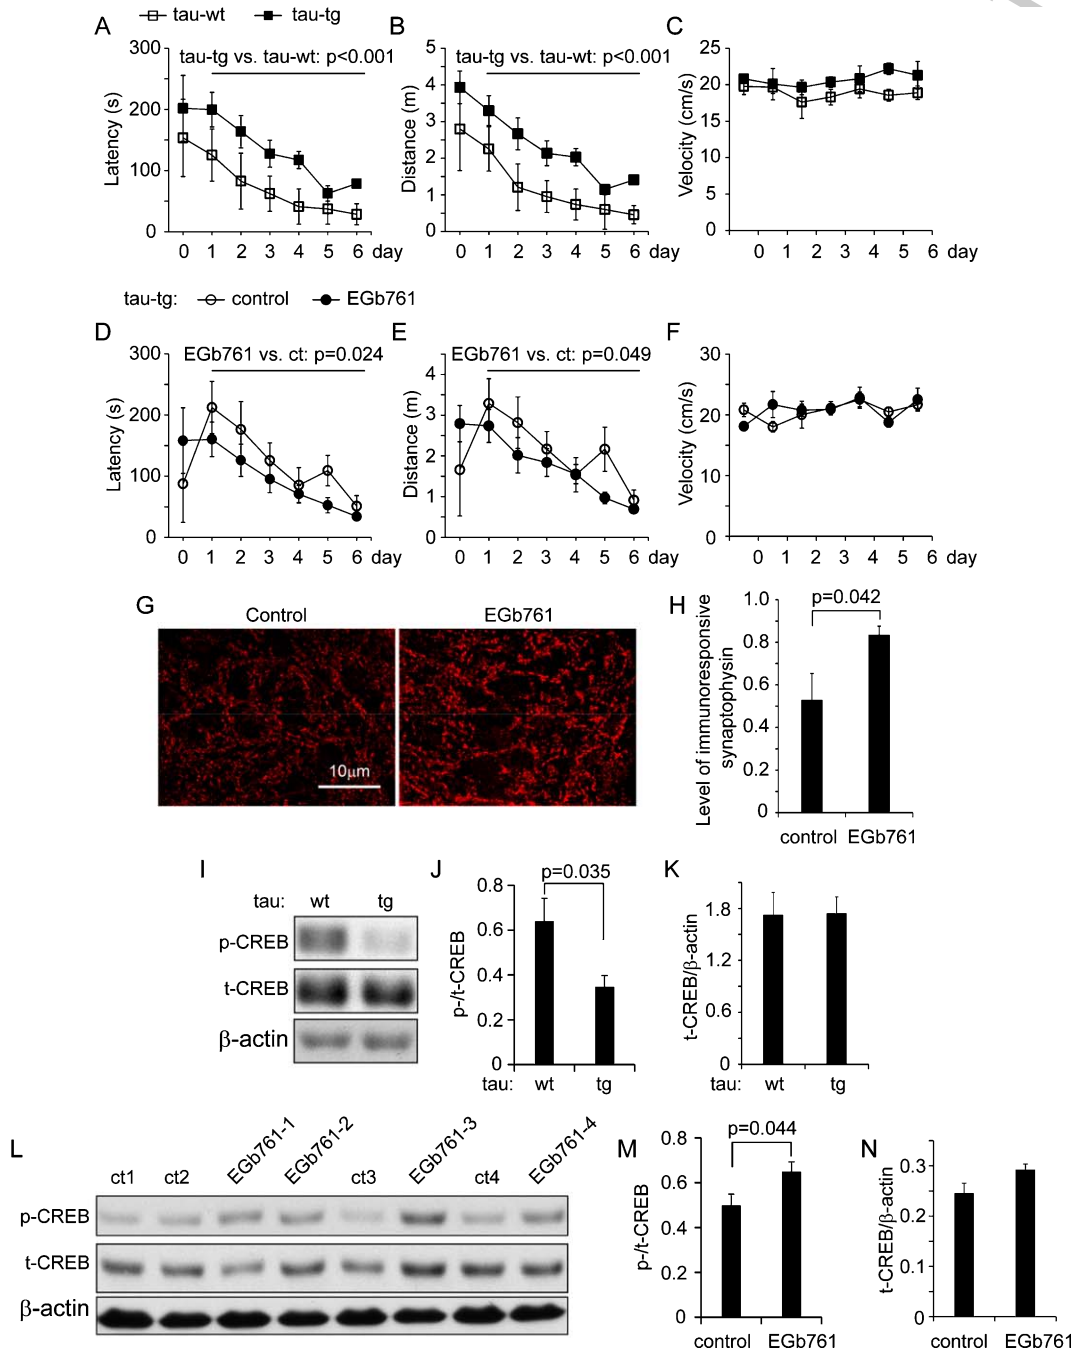 tau-wt tau-tg
A B C
tau-tg vs. tau-wt: p<0.001
tau-tg vs. tau-wt: p<0.001
Latency (s)
300
200
100
0
0 1 2 3 4 5 6 day
Distance (m)
5
4
3
2
1
0
0 1 2 3 4 5 6 day
Velocity (cm/s)
25
20
15
10
5
0
0 1 2 3 4 5 6 day
tau-tg: control EGb761
D E F
EGb761 vs. ct: p=0.024
EGb761 vs. ct: p=0.049
Latency (s)
300
200
100
0
0 1 2 3 4 5 6 day
Distance (m)
4
3
2
1
0
0 1 2 3 4 5 6 day
Velocity (cm/s)
30
20
10
0
0 1 2 3 4 5 6 day
G
Control EGb761
10μm
H
p=0.042
Level of immunoresponsive
synaptophysin
1.0
0.8
0.6
0.4
0.2
0
control EGb761
I
tau: wt tg
p-CREB
t-CREB
β-actin
J
p=0.035
p-/t-CREB
0.8
0.4
0.2
0
tau: wt tg
K
t-CREB/β-actin
1.8
1.2
0.6
0
tau: wt tg
L
ct1 ct2 EGb761-1 EGb761-2 ct3 EGb761-3 ct4 EGb761-4
p-CREB
t-CREB
β-actin
M
p=0.044
p-/t-CREB
0.8
0.6
0.4
0.2
0
control EGb761
N
t-CREB/β-actin
0.3
0.2
0.1
0
control EGb761